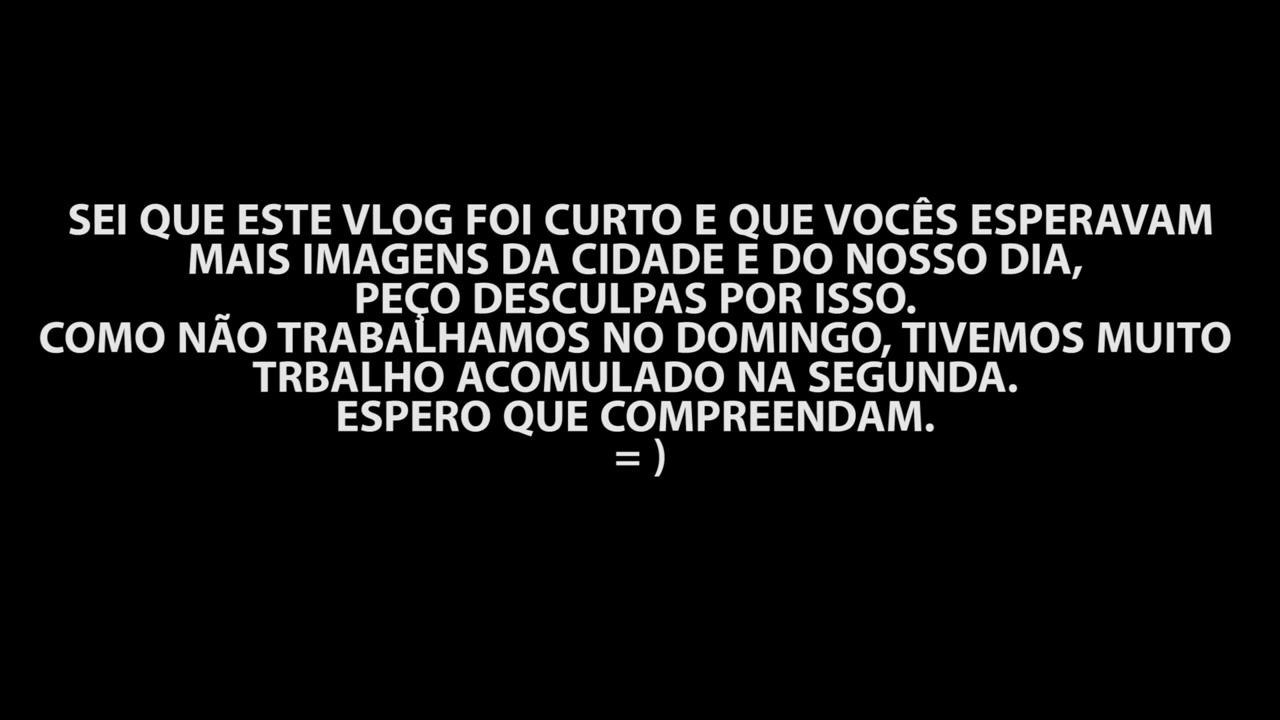 SEI QUE ESTE VLOG FOI CURTO E QUE VOCÊS ESPERAVAM
MAIS IMAGENS DA CIDADE E DO NOSSO DIA,
PEÇO DESCULPAS POR ISSO.
COMO NÃO TRABALHAMOS NO DOMINGO, TIVEMOS MUITO
TRBALHO ACOMULADO NA SEGUNDA.
ESPERO QUE COMPREENDAM.
= )